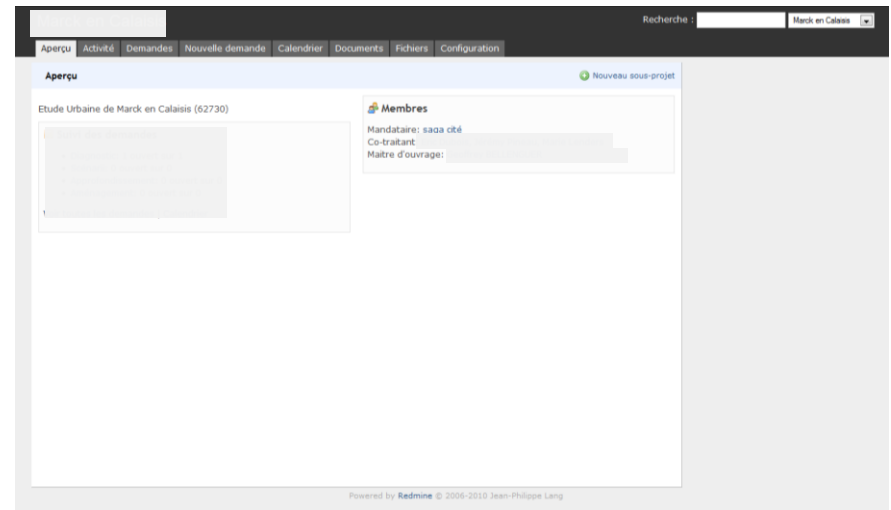 Recherche :
Marck en Calaisis
Aperçu Activité Demandes Nouvelle demande Calendrier Documents Fichiers Configuration
Aperçu
Nouveau sous-projet
Etude Urbaine de Marck en Calaisis (62730)
Membres
Mandataire: saga cité
Co-traitant
Maitre d'ouvrage:
Powered by Redmine © 2006-2010 Jean-Philippe Lang